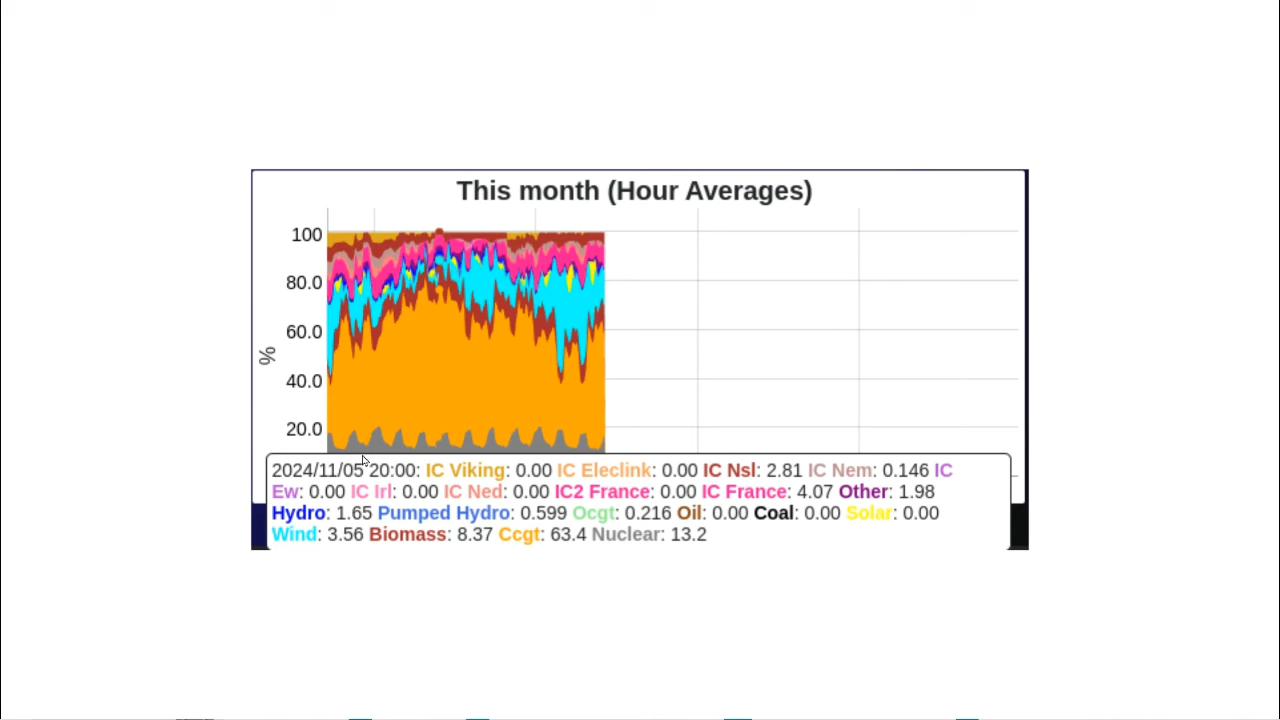 This month (Hour Averages)
100
80.0
60.0
40.0
20.0
%
2024/11/05 20:00: IC Viking: 0.00 IC Eleclink: 0.00 IC Nsl: 2.81 IC Nem: 0.146 IC
Ew: 0.00 IC Irl: 0.00 IC Ned: 0.00 IC2 France: 0.00 IC France: 4.07 Other: 1.98
Hydro: 1.65 Pumped Hydro: 0.599 Ocgt: 0.216 Oil: 0.00 Coal: 0.00 Solar: 0.00
Wind: 3.56 Biomass: 8.37 Ccgt: 63.4 Nuclear: 13.2